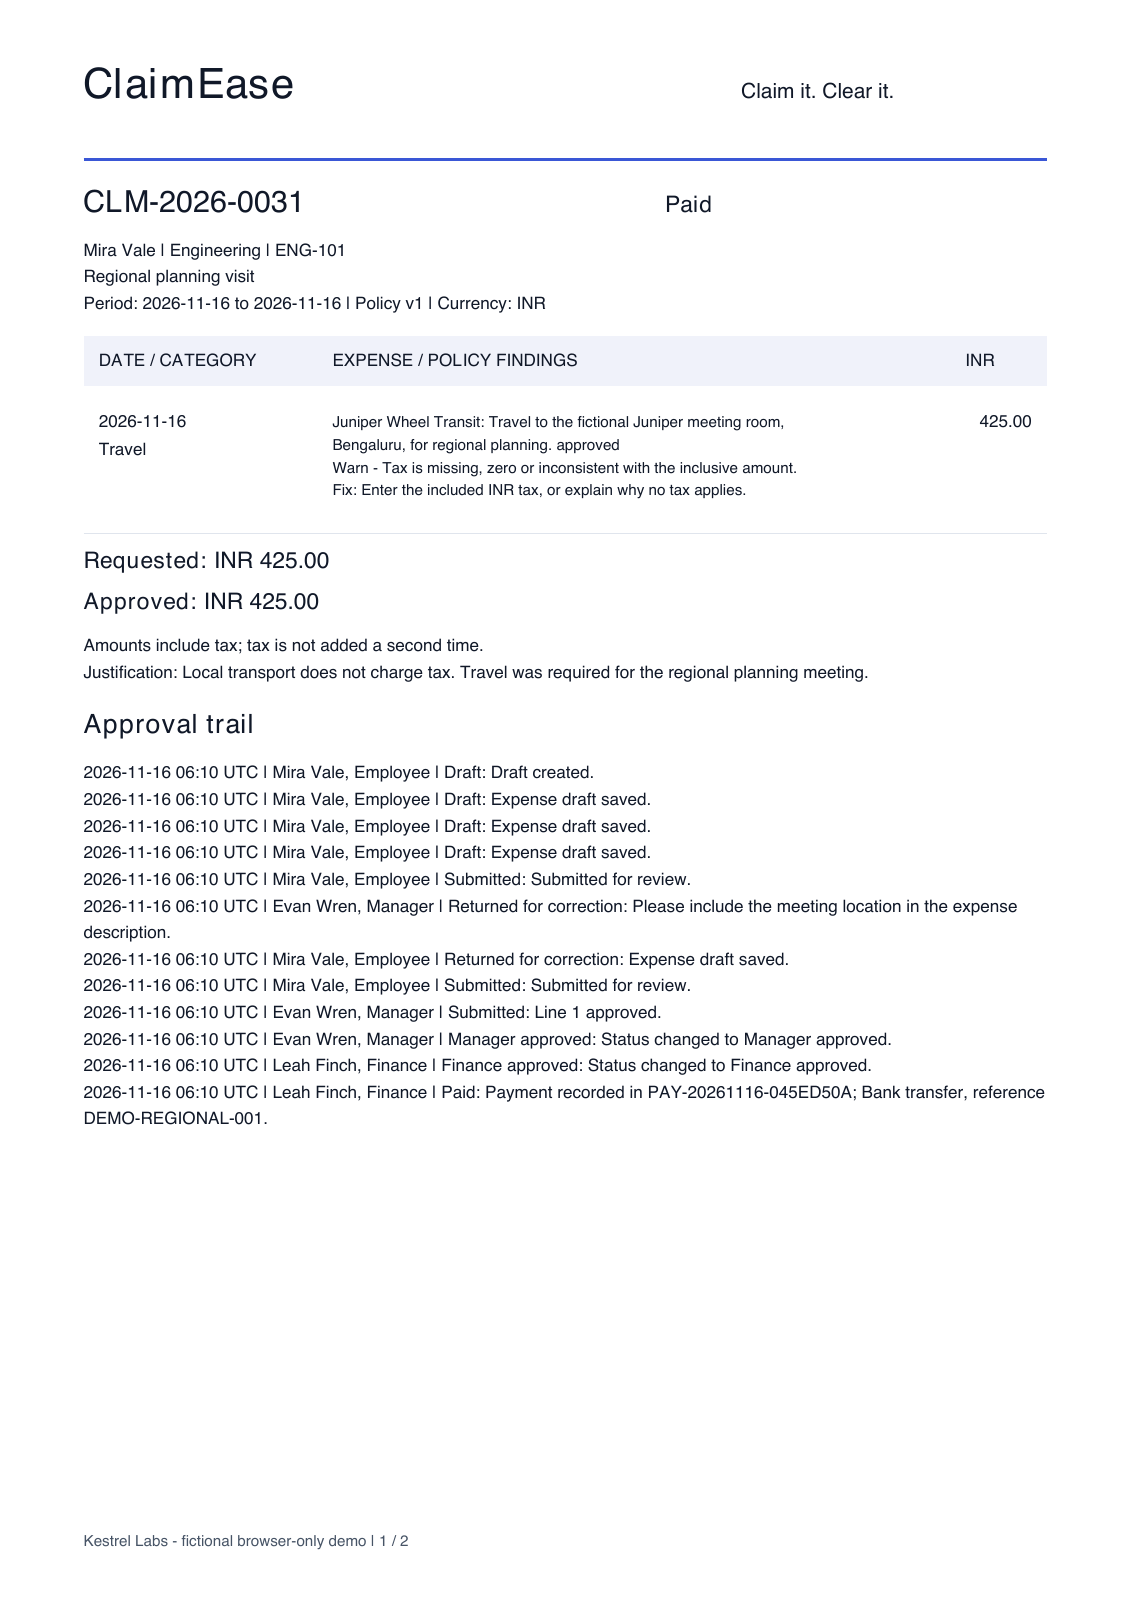 ClaimEase
Claim it. Clear it.
CLM-2026-0031
Paid
Mira Vale | Engineering | ENG-101
Regional planning visit
Period: 2026-11-16 to 2026-11-16 | Policy v1 | Currency: INR
DATE / CATEGORY EXPENSE / POLICY FINDINGS INR
2026-11-16
Travel
Juniper Wheel Transit: Travel to the fictional Juniper meeting room,
Bengaluru, for regional planning. approved
Warn - Tax is missing, zero or inconsistent with the inclusive amount.
Fix: Enter the included INR tax, or explain why no tax applies.
425.00
Requested: INR 425.00
Approved: INR 425.00
Amounts include tax; tax is not added a second time.
Justification: Local transport does not charge tax. Travel was required for the regional planning meeting.
Approval trail
2026-11-16 06:10 UTC | Mira Vale, Employee | Draft: Draft created.
2026-11-16 06:10 UTC | Mira Vale, Employee | Draft: Expense draft saved.
2026-11-16 06:10 UTC | Mira Vale, Employee | Draft: Expense draft saved.
2026-11-16 06:10 UTC | Mira Vale, Employee | Draft: Expense draft saved.
2026-11-16 06:10 UTC | Mira Vale, Employee | Submitted: Submitted for review.
2026-11-16 06:10 UTC | Evan Wren, Manager | Returned for correction: Please include the meeting location in the expense
description.
2026-11-16 06:10 UTC | Mira Vale, Employee | Returned for correction: Expense draft saved.
2026-11-16 06:10 UTC | Mira Vale, Employee | Submitted: Submitted for review.
2026-11-16 06:10 UTC | Evan Wren, Manager | Submitted: Line 1 approved.
2026-11-16 06:10 UTC | Evan Wren, Manager | Manager approved: Status changed to Manager approved.
2026-11-16 06:10 UTC | Leah Finch, Finance | Finance approved: Status changed to Finance approved.
2026-11-16 06:10 UTC | Leah Finch, Finance | Paid: Payment recorded in PAY-20261116-045ED50A; Bank transfer, reference
DEMO-REGIONAL-001.
Kestrel Labs - fictional browser-only demo | 1 / 2